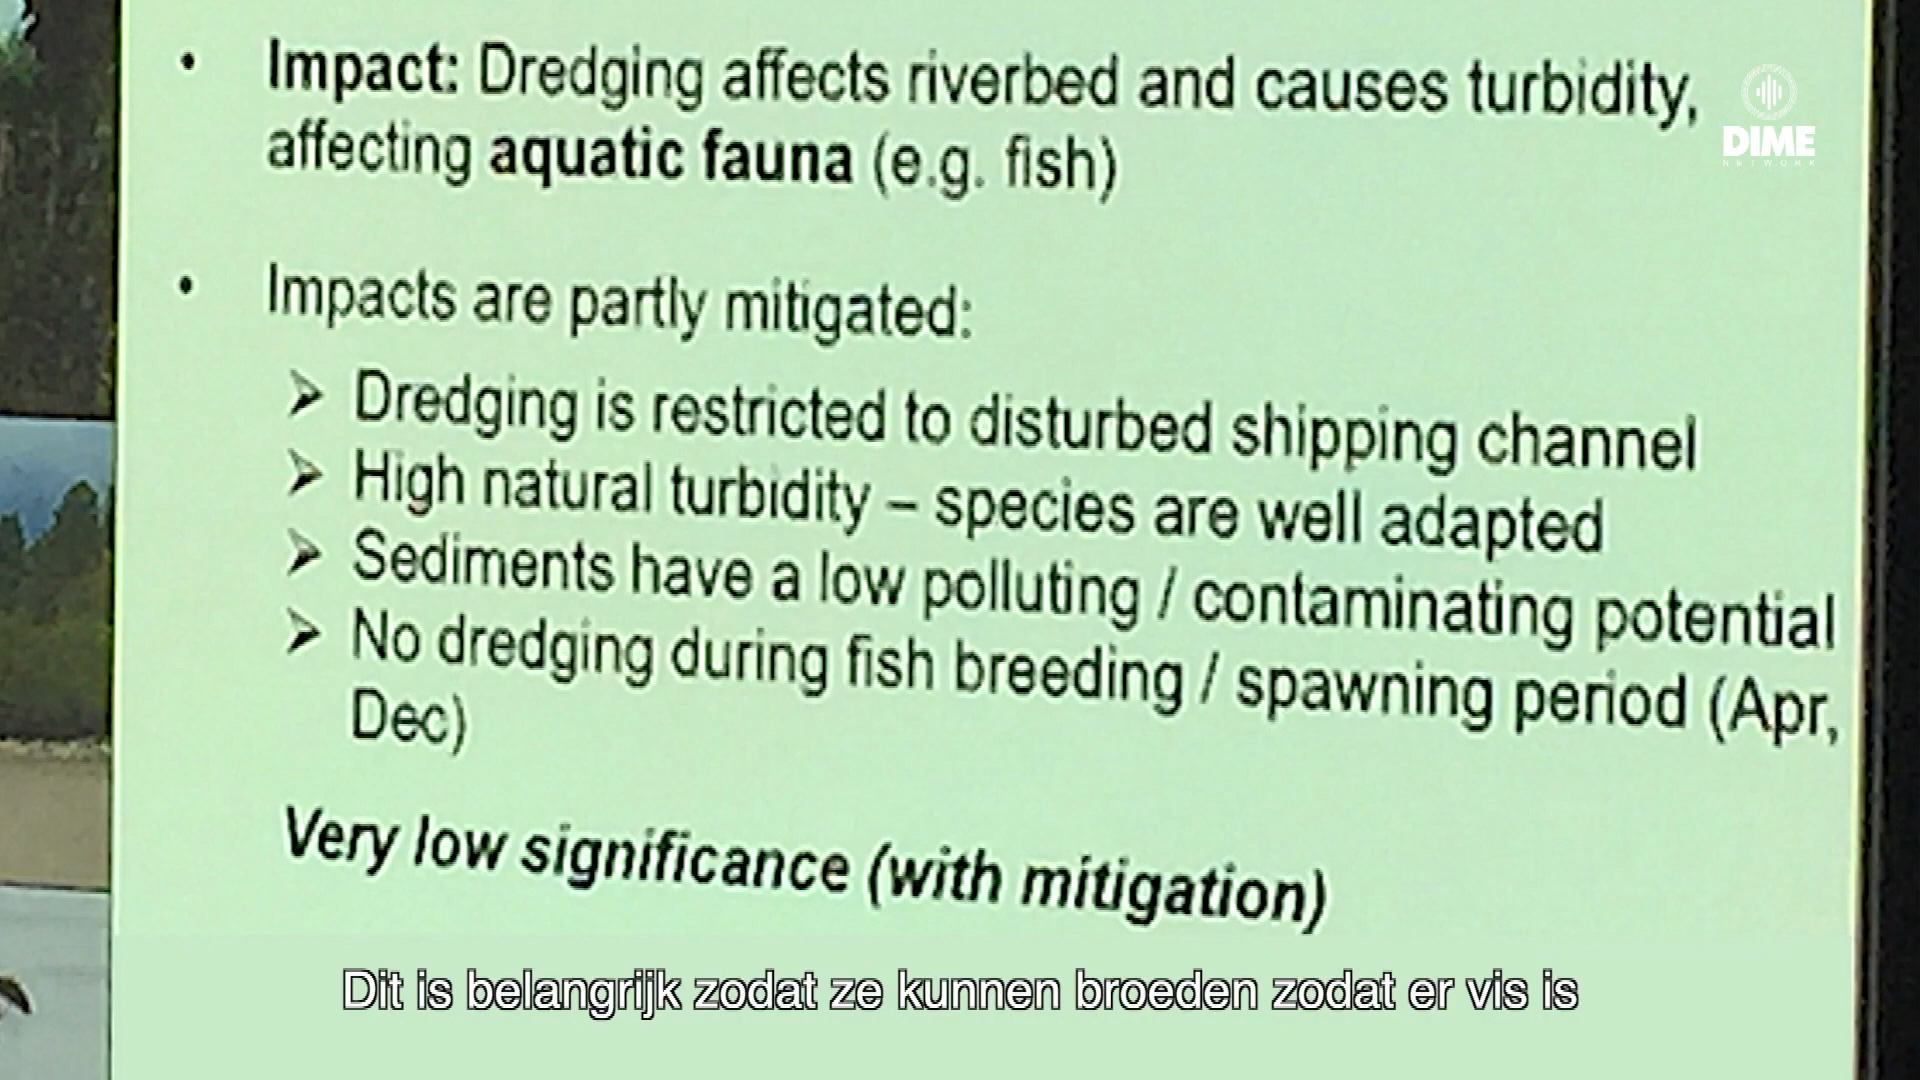 • Impact: Dredging affects riverbed and causes turbidity,
affecting aquatic fauna (e.g. fish)
• Impacts are partly mitigated:
➢ Dredging is restricted to disturbed shipping channel
➢ High natural turbidity – species are well adapted
➢ Sediments have a low polluting / contaminating potential
➢ No dredging during fish breeding / spawning period (Apr,
Dec)
Very low significance (with mitigation)
DIME
NETWORK
Dit is belangrijk zodat ze kunnen broeden zodat er vis is